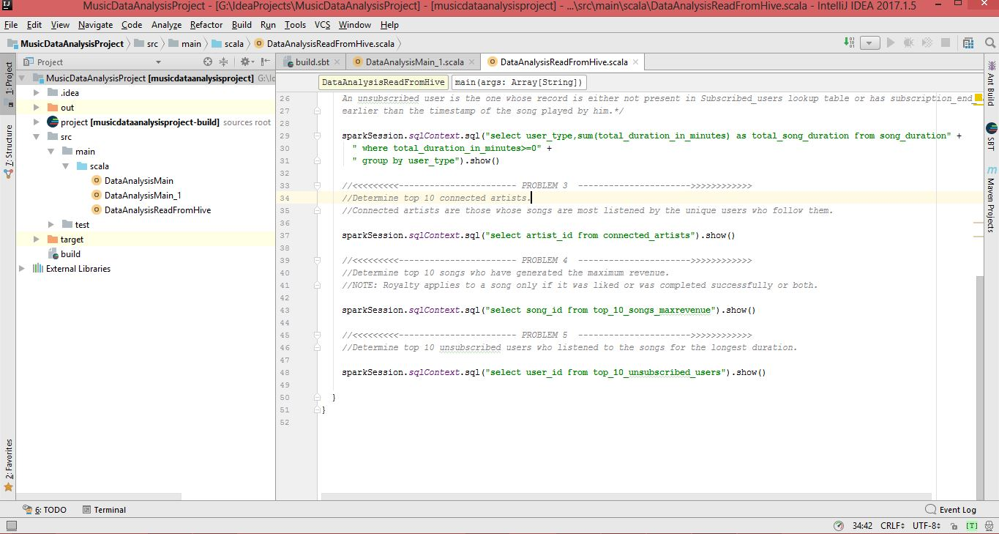 MusicDataAnalysisProject - [G:\IdeaProjects\MusicDataAnalysisProject] - [musicdataanalysisproject] - ...\src\main\scala\DataAnalysisReadFromHive.scala - IntelliJ IDEA 2017.1.5
File Edit View Navigate Code Analyze Refactor Build Run Tools VCS Window Help
MusicDataAnalysisProject src main scala DataAnalysisReadFromHive.scala
Project
build.sbt DataAnalysisMain_1.scala DataAnalysisReadFromHive.scala
1: Project
7: Structure
2: Favorites
MusicDataAnalysisProject [musicdataanalysisproject] G:\Id
.idea
out
project [musicdataanalysisproject-build] sources root
src
main
scala
DataAnalysisMain
DataAnalysisMain_1
DataAnalysisReadFromHive
test
target
build
External Libraries
DataAnalysisReadFromHive main(args: Array[String])
26 An unsubscribed user is the one whose record is either not present in Subscribed_users lookup table or has subscription_end_
27 earlier than the timestamp of the song played by him.*/
28
29 sparkSession.sqlContext.sql("select user_type,sum(total_duration_in_minutes) as total_song_duration from song_duration" +
30 " where total_duration_in_minutes>=0" +
31 " group by user_type").show()
32
33 //<<<<<<<<<----------------------- PROBLEM 3 ---------------------->>>>>>>>>>>>
34 //Determine top 10 connected artists.
35 //Connected artists are those whose songs are most listened by the unique users who follow them.
36
37 sparkSession.sqlContext.sql("select artist_id from connected_artists").show()
38
39 //<<<<<<<<<----------------------- PROBLEM 4 ---------------------->>>>>>>>>>>>
40 //Determine top 10 songs who have generated the maximum revenue.
41 //NOTE: Royalty applies to a song only if it was liked or was completed successfully or both.
42
43 sparkSession.sqlContext.sql("select song_id from top_10_songs_maxrevenue").show()
44
45 //<<<<<<<<<----------------------- PROBLEM 5 ---------------------->>>>>>>>>>>>
46 //Determine top 10 unsubscribed users who listened to the songs for the longest duration.
47
48 sparkSession.sqlContext.sql("select user_id from top_10_unsubscribed_users").show()
49
50 }
51 }
52
Ant Build
SBT
Maven Projects
6: TODO Terminal Event Log
34:42 CRLF UTF-8 [T]